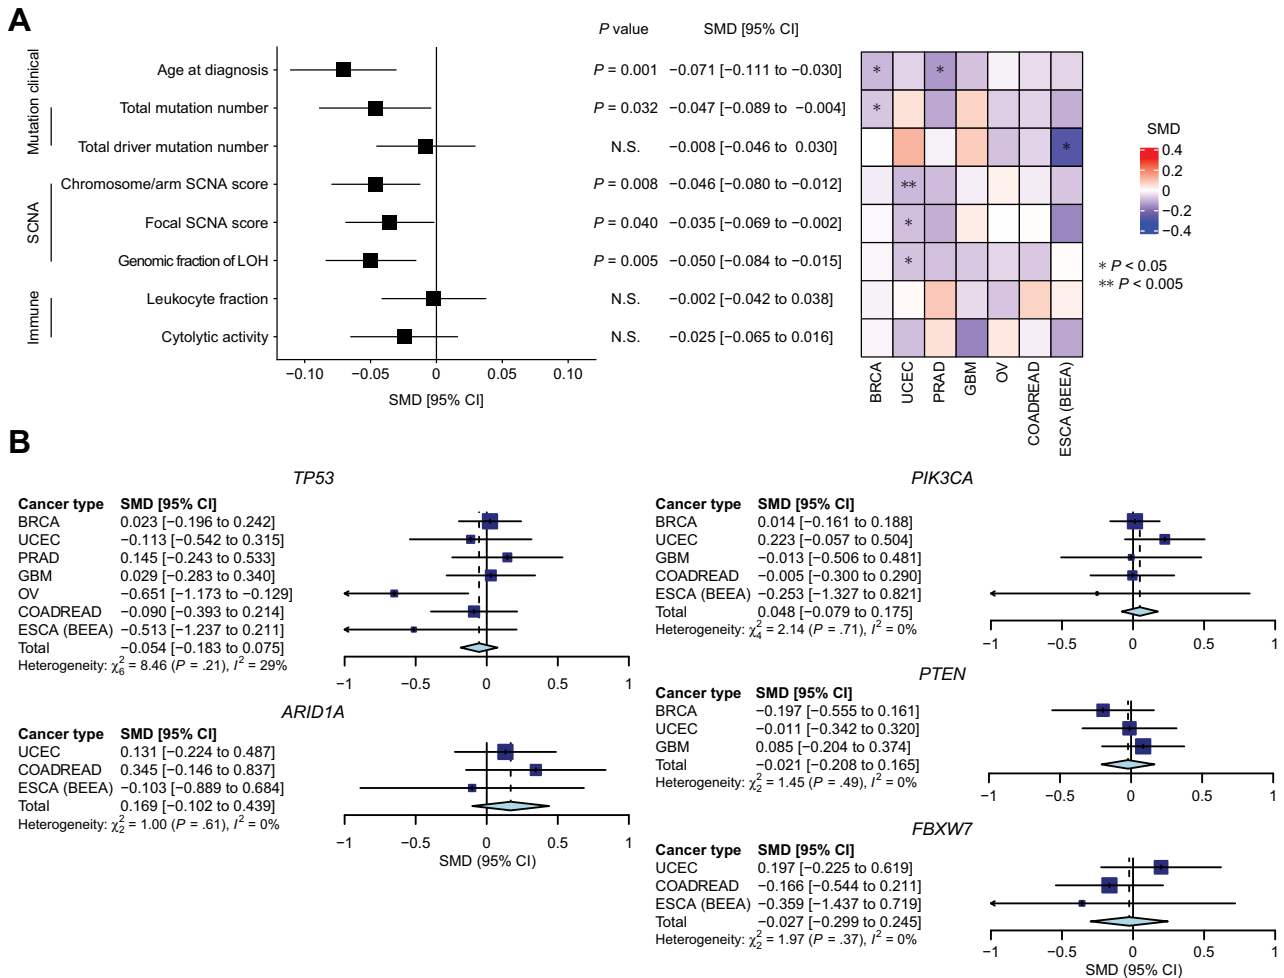 A
P value SMD [95% CI]
Mutation clinical
Age at diagnosis P = 0.001 −0.071 [−0.111 to −0.030] * *
Total mutation number P = 0.032 −0.047 [−0.089 to −0.004] *
Total driver mutation number N.S. −0.008 [−0.046 to 0.030] *
SCNA
Chromosome/arm SCNA score P = 0.008 −0.046 [−0.080 to −0.012] **
Focal SCNA score P = 0.040 −0.035 [−0.069 to −0.002] *
Genomic fraction of LOH P = 0.005 −0.050 [−0.084 to −0.015] *
Immune
Leukocyte fraction N.S. −0.002 [−0.042 to 0.038]
Cytolytic activity N.S. −0.025 [−0.065 to 0.016]
−0.10 −0.05 0 0.05 0.10
SMD [95% CI]
BRCA UCEC PRAD GBM OV COADREAD ESCA (BEEA)
SMD
0.4
0.2
0
−0.2
−0.4
* P < 0.05
** P < 0.005
B
TP53
Cancer type SMD [95% CI]
BRCA 0.023 [−0.196 to 0.242]
UCEC −0.113 [−0.542 to 0.315]
PRAD 0.145 [−0.243 to 0.533]
GBM 0.029 [−0.283 to 0.340]
OV −0.651 [−1.173 to −0.129]
COADREAD −0.090 [−0.393 to 0.214]
ESCA (BEEA) −0.513 [−1.237 to 0.211]
Total −0.054 [−0.183 to 0.075]
Heterogeneity: χ²₆ = 8.46 (P = .21), I² = 29%
−1 −0.5 0 0.5 1
ARID1A
Cancer type SMD [95% CI]
UCEC 0.131 [−0.224 to 0.487]
COADREAD 0.345 [−0.146 to 0.837]
ESCA (BEEA) −0.103 [−0.889 to 0.684]
Total 0.169 [−0.102 to 0.439]
Heterogeneity: χ²₂ = 1.00 (P = .61), I² = 0%
−1 −0.5 0 0.5 1
SMD (95% CI)
PIK3CA
Cancer type SMD [95% CI]
BRCA 0.014 [−0.161 to 0.188]
UCEC 0.223 [−0.057 to 0.504]
GBM −0.013 [−0.506 to 0.481]
COADREAD −0.005 [−0.300 to 0.290]
ESCA (BEEA) −0.253 [−1.327 to 0.821]
Total 0.048 [−0.079 to 0.175]
Heterogeneity: χ²₄ = 2.14 (P = .71), I² = 0%
−1 −0.5 0 0.5 1
PTEN
Cancer type SMD [95% CI]
BRCA −0.197 [−0.555 to 0.161]
UCEC −0.011 [−0.342 to 0.320]
GBM 0.085 [−0.204 to 0.374]
Total −0.021 [−0.208 to 0.165]
Heterogeneity: χ²₂ = 1.45 (P = .49), I² = 0%
−1 −0.5 0 0.5 1
FBXW7
Cancer type SMD [95% CI]
UCEC 0.197 [−0.225 to 0.619]
COADREAD −0.166 [−0.544 to 0.211]
ESCA (BEEA) −0.359 [−1.437 to 0.719]
Total −0.027 [−0.299 to 0.245]
Heterogeneity: χ²₂ = 1.97 (P = .37), I² = 0%
−1 −0.5 0 0.5 1
SMD (95% CI)